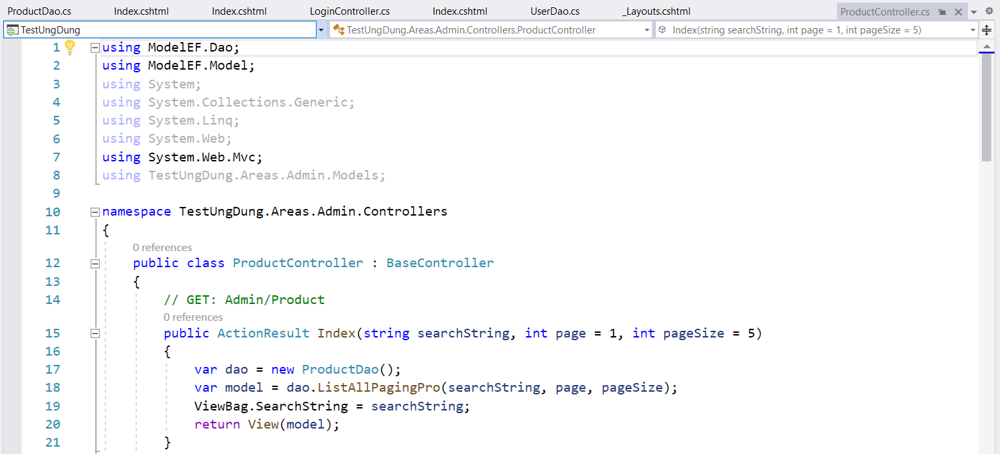 ProductDao.cs Index.cshtml Index.cshtml LoginController.cs Index.cshtml UserDao.cs _Layouts.cshtml ProductController.cs
TestUngDung TestUngDung.Areas.Admin.Controllers.ProductController Index(string searchString, int page = 1, int pageSize = 5)
1 using ModelEF.Dao;
2 using ModelEF.Model;
3 using System;
4 using System.Collections.Generic;
5 using System.Linq;
6 using System.Web;
7 using System.Web.Mvc;
8 using TestUngDung.Areas.Admin.Models;
9
10 namespace TestUngDung.Areas.Admin.Controllers
11 {
0 references
12 public class ProductController : BaseController
13 {
14 // GET: Admin/Product
0 references
15 public ActionResult Index(string searchString, int page = 1, int pageSize = 5)
16 {
17 var dao = new ProductDao();
18 var model = dao.ListAllPagingPro(searchString, page, pageSize);
19 ViewBag.SearchString = searchString;
20 return View(model);
21 }